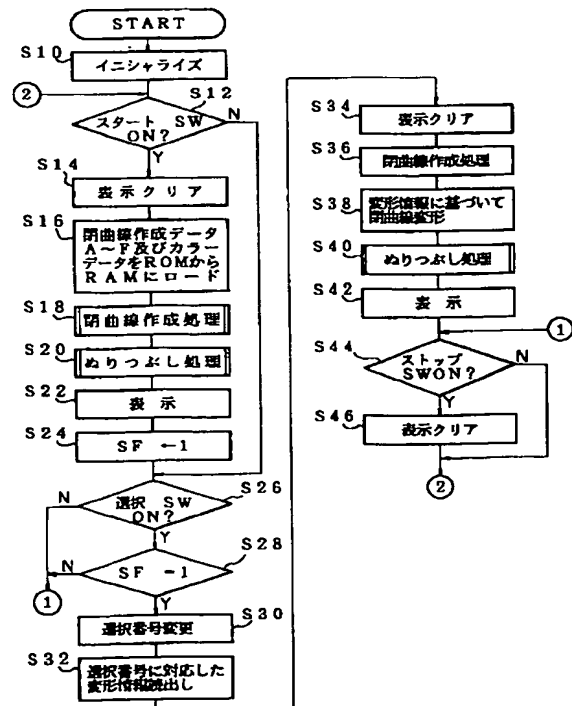 START
S10
イニシャライズ
②
S12
スタート SW
ON?
N
Y
S14
表示クリア
S16
閉曲線作成データ
A~F及びカラー
データをROMから
RAMにロード
S18
閉曲線作成処理
S20
ぬりつぶし処理
S22
表 示
S24
SF ←1
S26
選択 SW
ON?
N
Y
S28
SF =1
N
Y
①
S30
選択番号変更
S32
選択番号に対応した
変形情報読出し
S34
表示クリア
S36
閉曲線作成処理
S38
変形情報に基づいて
閉曲線変形
S40
ぬりつぶし処理
S42
表 示
①
S44
ストップ
SWON?
N
Y
S46
表示クリア
②